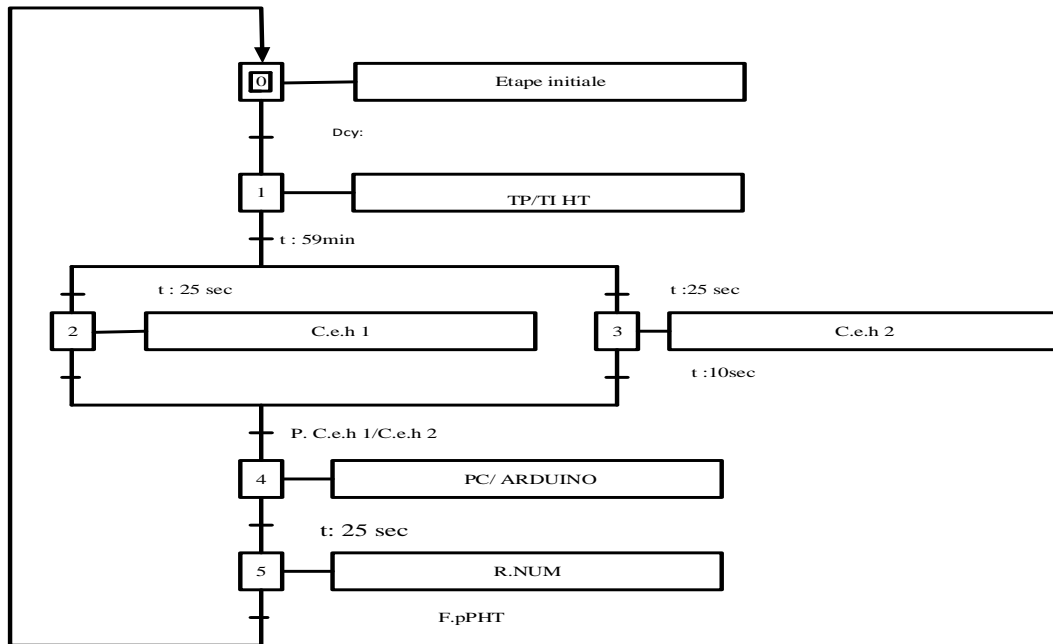 0
Etape initiale
Dcy:
1
TP/TI HT
t : 59min
t : 25 sec
t :25 sec
2
C.e.h 1
3
C.e.h 2
t :10sec
P. C.e.h 1/C.e.h 2
4
PC/ ARDUINO
t: 25 sec
5
R.NUM
F.pPHT